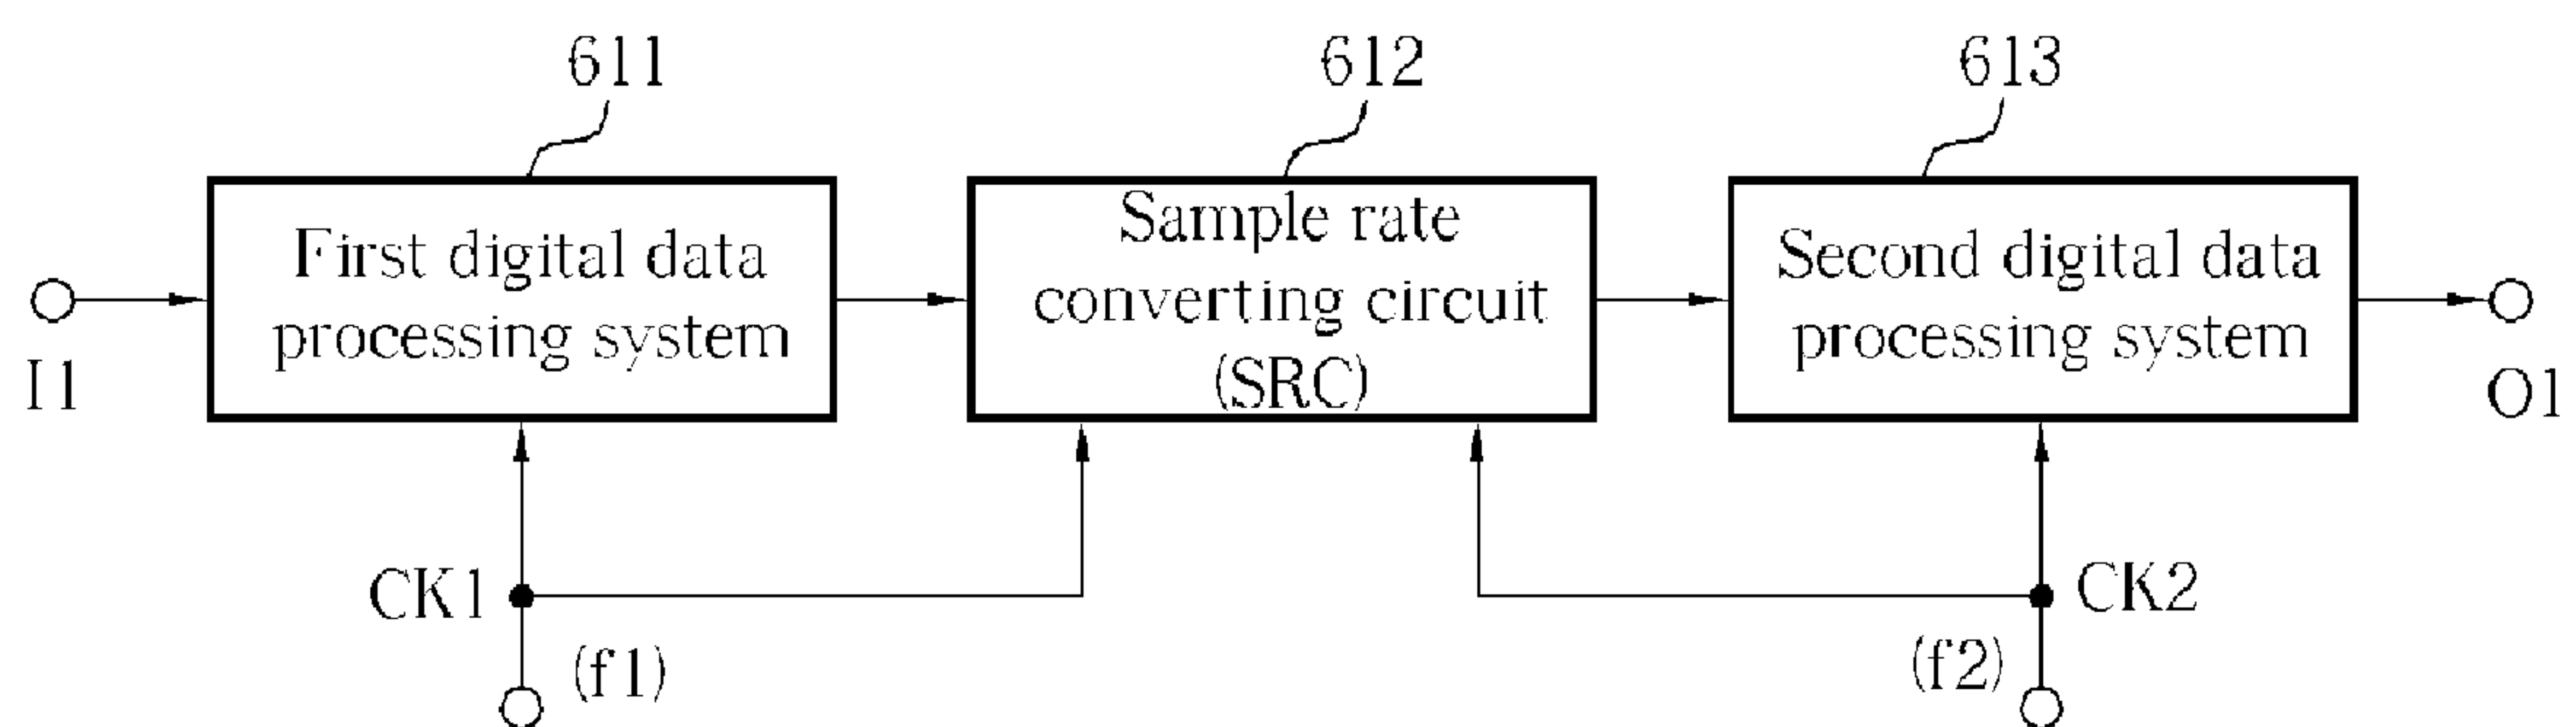 611
612
613
First digital data
processing system
Sample rate
converting circuit
(SRC)
Second digital data
processing system
I1
O1
CK1
CK2
(f1)
(f2)